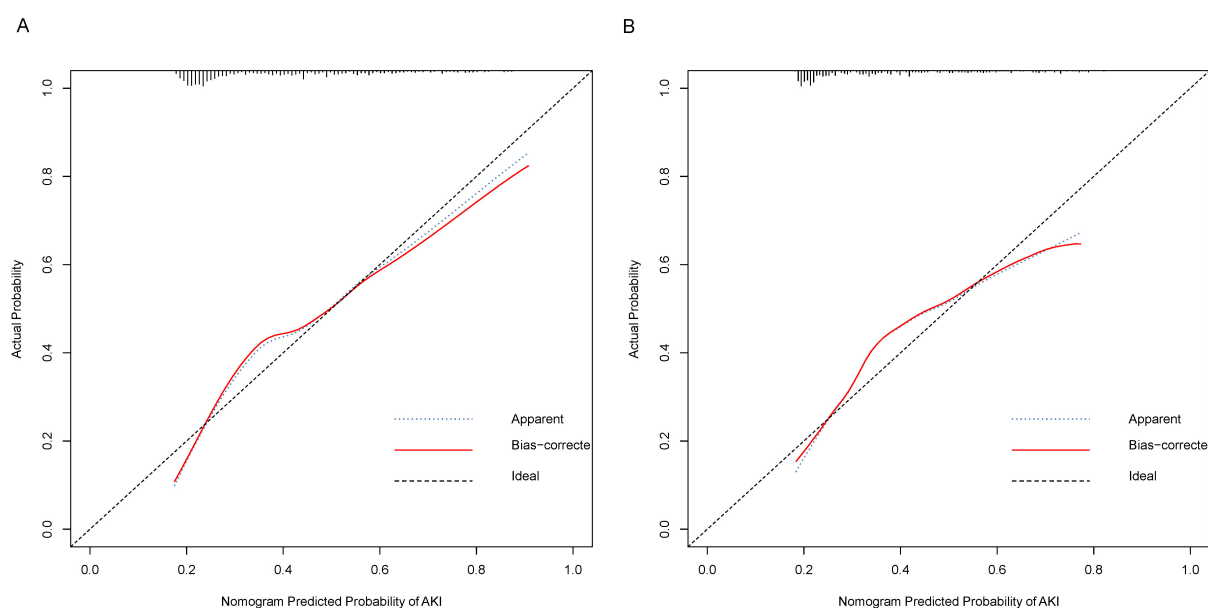 A
B
1.0
0.8
0.6
0.4
0.2
0.0
Actual Probability
Apparent
Bias−correcte
Ideal
0.0 0.2 0.4 0.6 0.8 1.0
Nomogram Predicted Probability of AKI
1.0
0.8
0.6
0.4
0.2
0.0
Actual Probability
Apparent
Bias−correcte
Ideal
0.0 0.2 0.4 0.6 0.8 1.0
Nomogram Predicted Probability of AKI